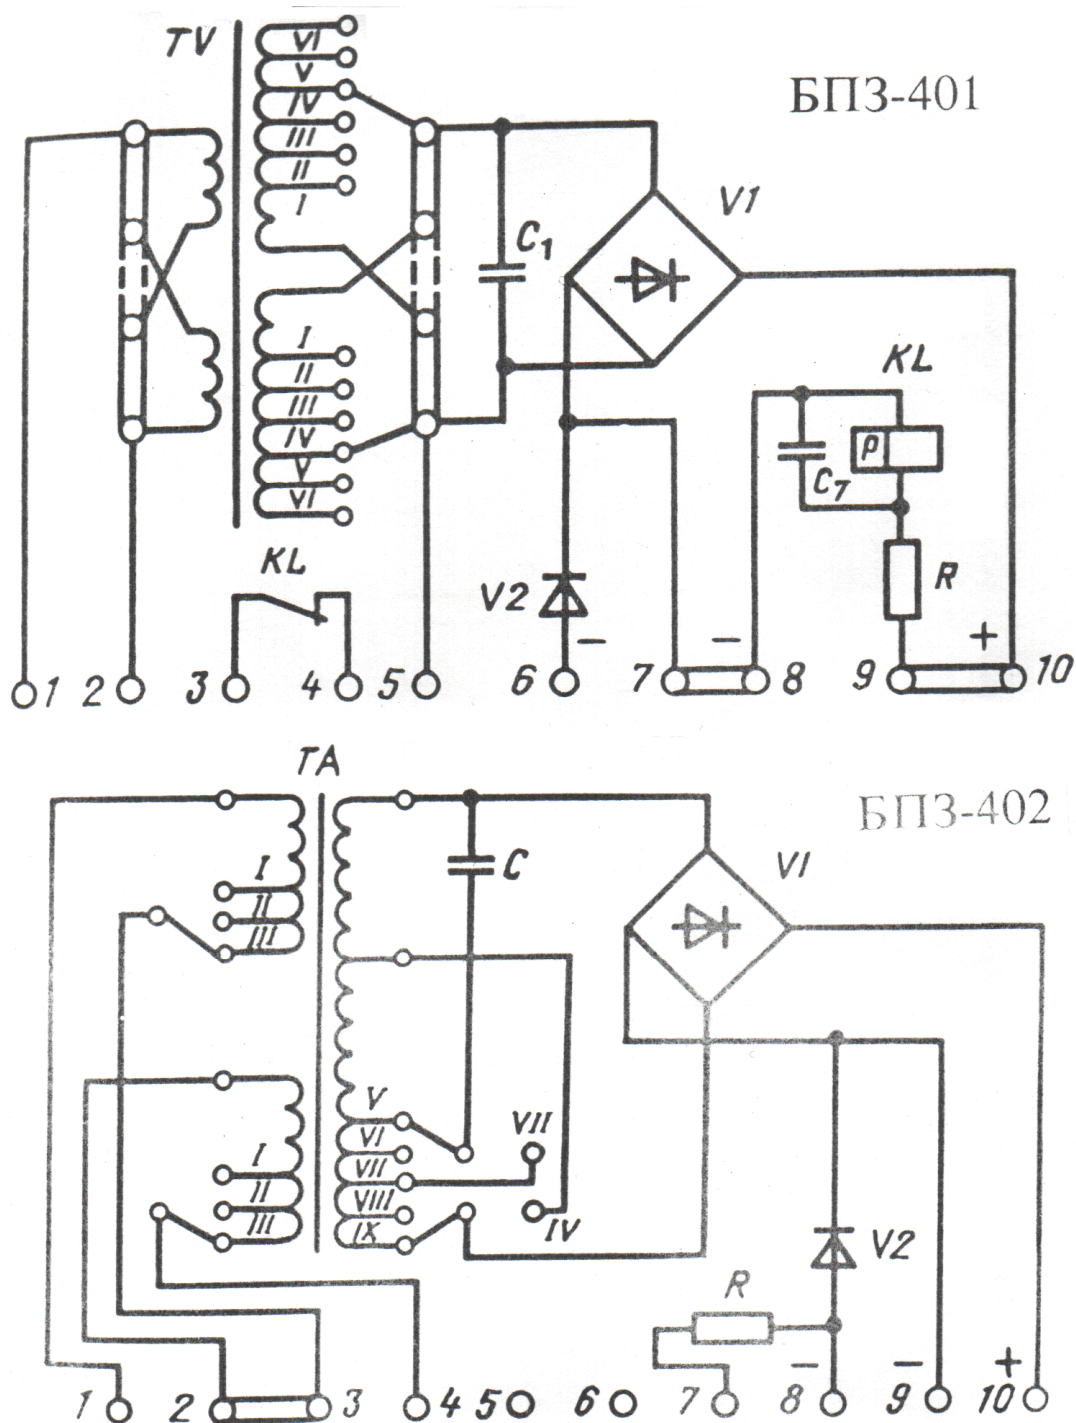 TV
VI
V
IV
III
II
I
БПЗ-401
V1
C1
I
II
III
IV
V
VI
KL
P
C7
R
KL
V2
−
−
+
1 2 3 4 5 6 7 8 9 10
TA
БПЗ-402
VI
C
I
II
III
V
VI
VII
VIII
IX
VII
IV
I
II
III
V2
R
−
−
+
1 2 3 4 5 6 7 8 9 10